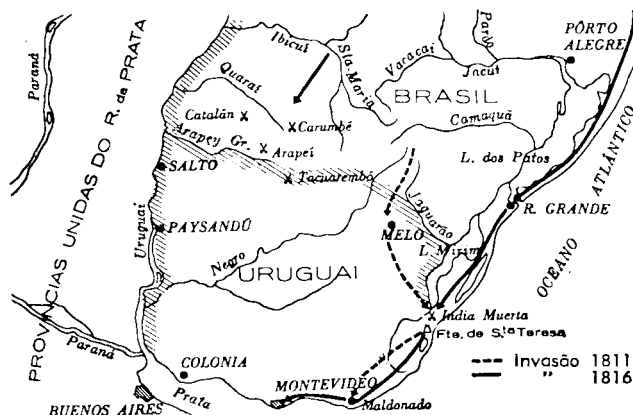 PÔRTO
ALEGRE
Ibicuí
Sta-Maria
Vacacaí
Pardo
Jacuí
Paraná
Quaraí
BRASIL
Catalán
Carumbé
Camaquã
Arapey Gr.
Arapeí
L. dos Patos
ATLÂNTICO
SALTO
Tacuarembó
PROVÍNCIAS UNIDAS DO R. da PRATA
Uruguaí
PAYSANDÚ
Jaguarão
R. GRANDE
MELO
L. Mirim
Negro
URUGUAI
OCEANO
India Muerta
Fte. de Sta Teresa
Paraná
COLONIA
Prata
MONTEVIDÉO
Maldonado
BUENOS AIRES
Invasão 1811
" 1816